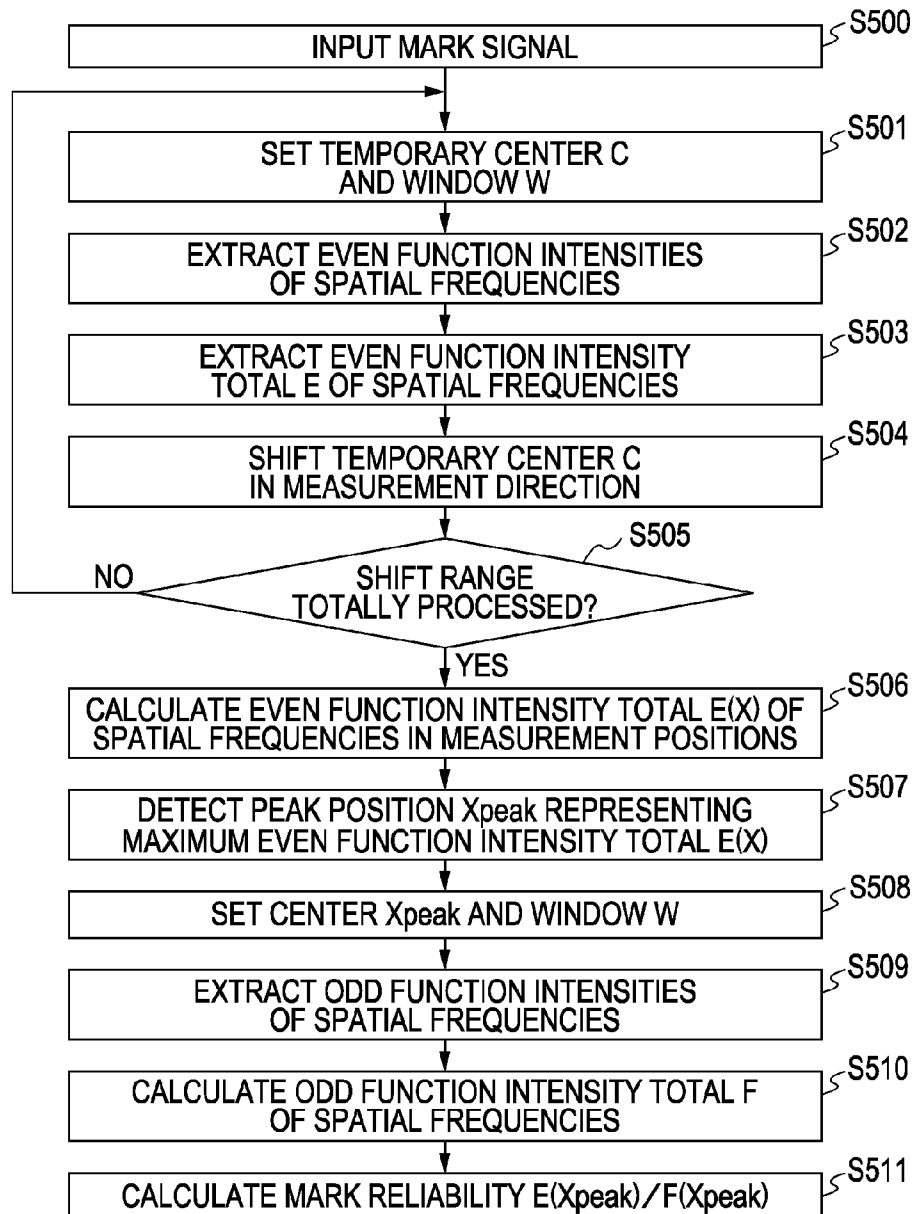 S500
INPUT MARK SIGNAL
S501
SET TEMPORARY CENTER C
AND WINDOW W
S502
EXTRACT EVEN FUNCTION INTENSITIES
OF SPATIAL FREQUENCIES
S503
EXTRACT EVEN FUNCTION INTENSITY
TOTAL E OF SPATIAL FREQUENCIES
S504
SHIFT TEMPORARY CENTER C
IN MEASUREMENT DIRECTION
S505
NO
SHIFT RANGE
TOTALLY PROCESSED?
YES
S506
CALCULATE EVEN FUNCTION INTENSITY TOTAL E(X) OF
SPATIAL FREQUENCIES IN MEASUREMENT POSITIONS
S507
DETECT PEAK POSITION Xpeak REPRESENTING
MAXIMUM EVEN FUNCTION INTENSITY TOTAL E(X)
S508
SET CENTER Xpeak AND WINDOW W
S509
EXTRACT ODD FUNCTION INTENSITIES
OF SPATIAL FREQUENCIES
S510
CALCULATE ODD FUNCTION INTENSITY TOTAL F
OF SPATIAL FREQUENCIES
S511
CALCULATE MARK RELIABILITY E(Xpeak)/F(Xpeak)